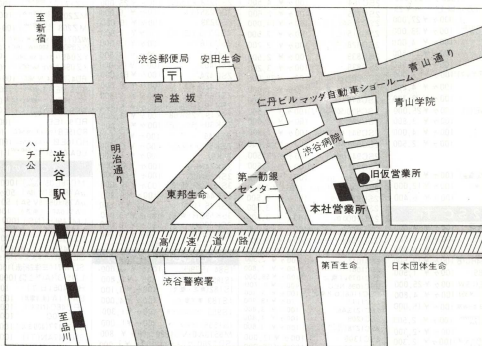 至新宿
渋谷郵便局
安田生命
〒
宮益坂
仁丹ビル
マツダ自動車ショールーム
青山通り
青山学院
ハチ公
渋谷駅
明治通り
渋谷病院
東邦生命
第一勧銀
センター
旧仮営業所
本社営業所
高速道路
渋谷警察署
第百生命
日本団体生命
至品川